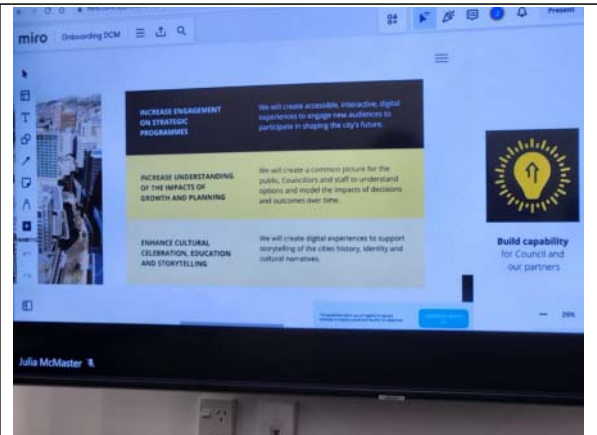 miro
Onboarding DCM
Present
INCREASE ENGAGEMENT
ON STRATEGIC
PROGRAMMES
We will create accessible, interactive, digital
experiences to engage new audiences to
participate in shaping the city's future.
INCREASE UNDERSTANDING
OF THE IMPACTS OF
GROWTH AND PLANNING
We will create a common picture for the
public, Councillors and staff to understand
options and model the impacts of decisions
and outcomes over time.
ENHANCE CULTURAL
CELEBRATION, EDUCATION
AND STORYTELLING
We will create digital experiences to support
storytelling of the cities history, identity and
cultural narratives.
Build capability
for Council and
our partners
Julia McMaster